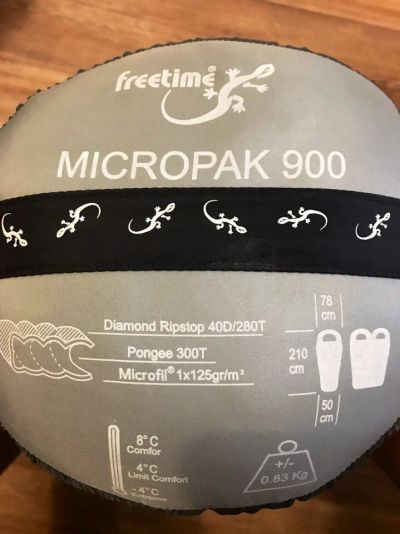 freetime®
MICROPAK 900
Diamond Ripstop 40D/280T
Pongee 300T
Microfil® 1x125gr/m²
78
cm
210
cm
50
cm
8°C
Comfor
4°C
Limit Comfort
- 4°C
Extreme
+/-
0.83 Kg